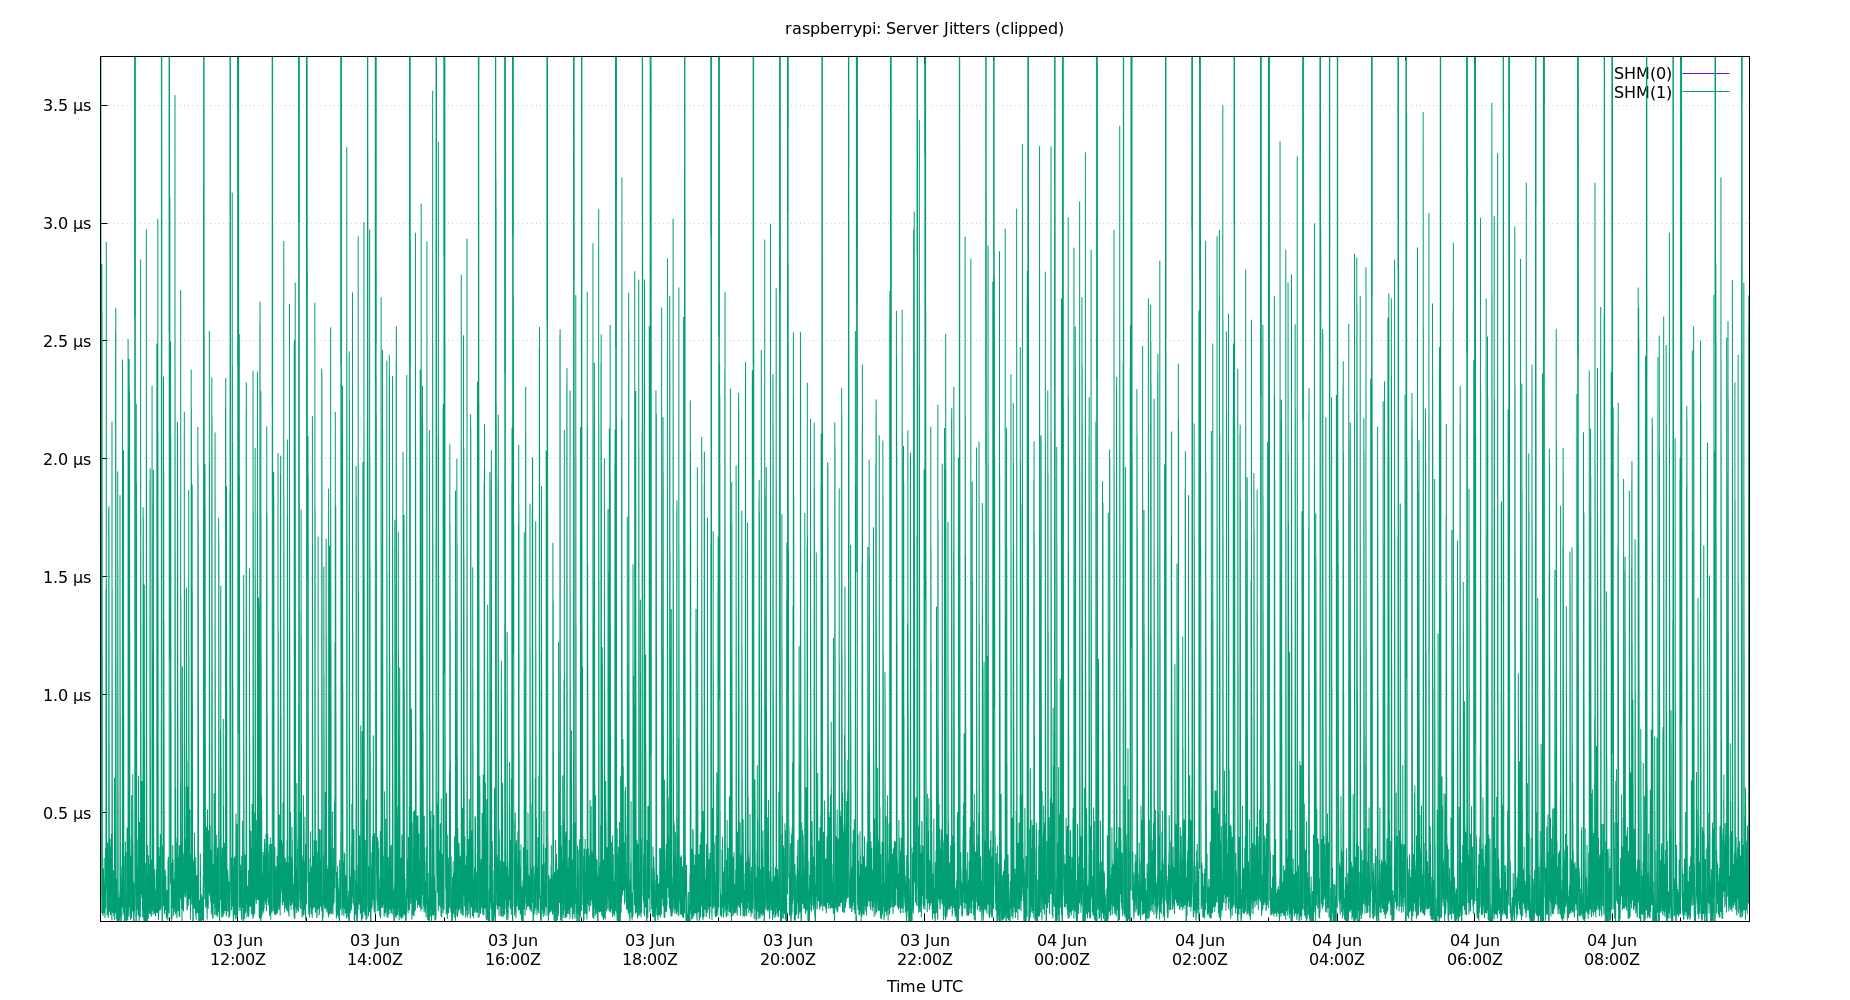 raspberrypi: Server Jitters (clipped)
SHM(0)
SHM(1)
3.5 µs
3.0 µs
2.5 µs
2.0 µs
1.5 µs
1.0 µs
0.5 µs
03 Jun 03 Jun 03 Jun 03 Jun 03 Jun 03 Jun 04 Jun 04 Jun 04 Jun 04 Jun 04 Jun
12:00Z 14:00Z 16:00Z 18:00Z 20:00Z 22:00Z 00:00Z 02:00Z 04:00Z 06:00Z 08:00Z
Time UTC